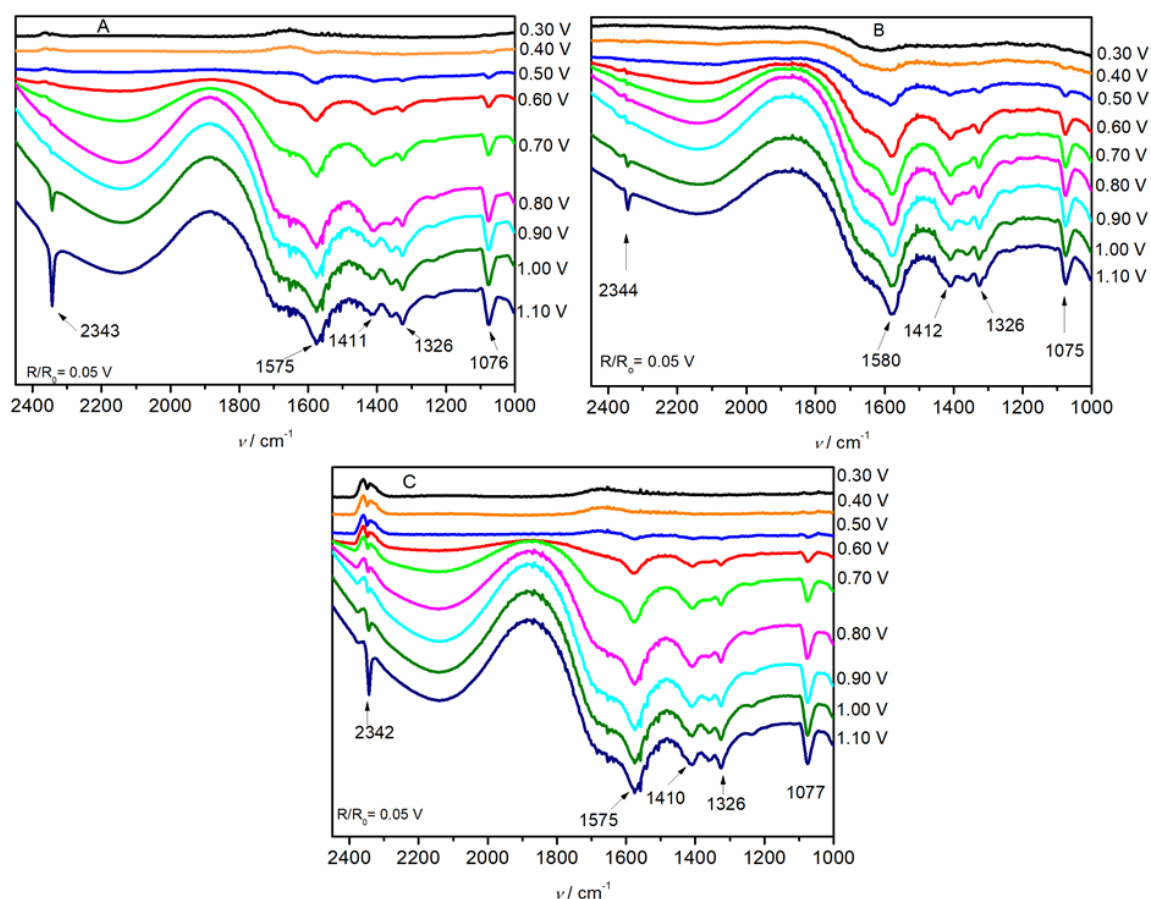 A
0.30 V
0.40 V
0.50 V
0.60 V
0.70 V
0.80 V
0.90 V
1.00 V
1.10 V
2343
1575
1411
1326
1076
R/R0= 0.05 V
2400 2200 2000 1800 1600 1400 1200 1000
ν / cm-1
B
0.30 V
0.40 V
0.50 V
0.60 V
0.70 V
0.80 V
0.90 V
1.00 V
1.10 V
2344
1580
1412
1326
1075
R/R0= 0.05 V
2400 2200 2000 1800 1600 1400 1200 1000
ν / cm-1
C
0.30 V
0.40 V
0.50 V
0.60 V
0.70 V
0.80 V
0.90 V
1.00 V
1.10 V
2342
1575
1410
1326
1077
R/R0= 0.05 V
2400 2200 2000 1800 1600 1400 1200 1000
ν / cm-1